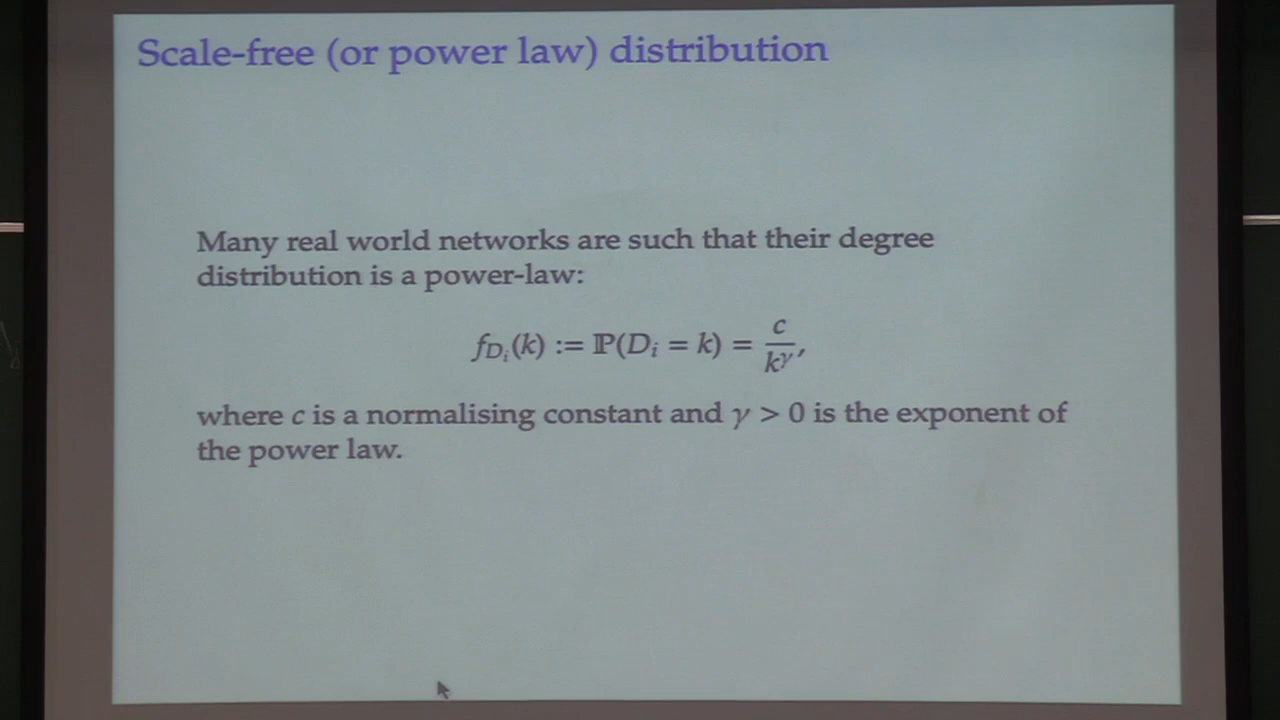 Scale-free (or power law) distribution
Many real world networks are such that their degree
distribution is a power-law:
f_{D_i}(k) := ℙ(D_i = k) = c/k^γ,
where c is a normalising constant and γ > 0 is the exponent of
the power law.